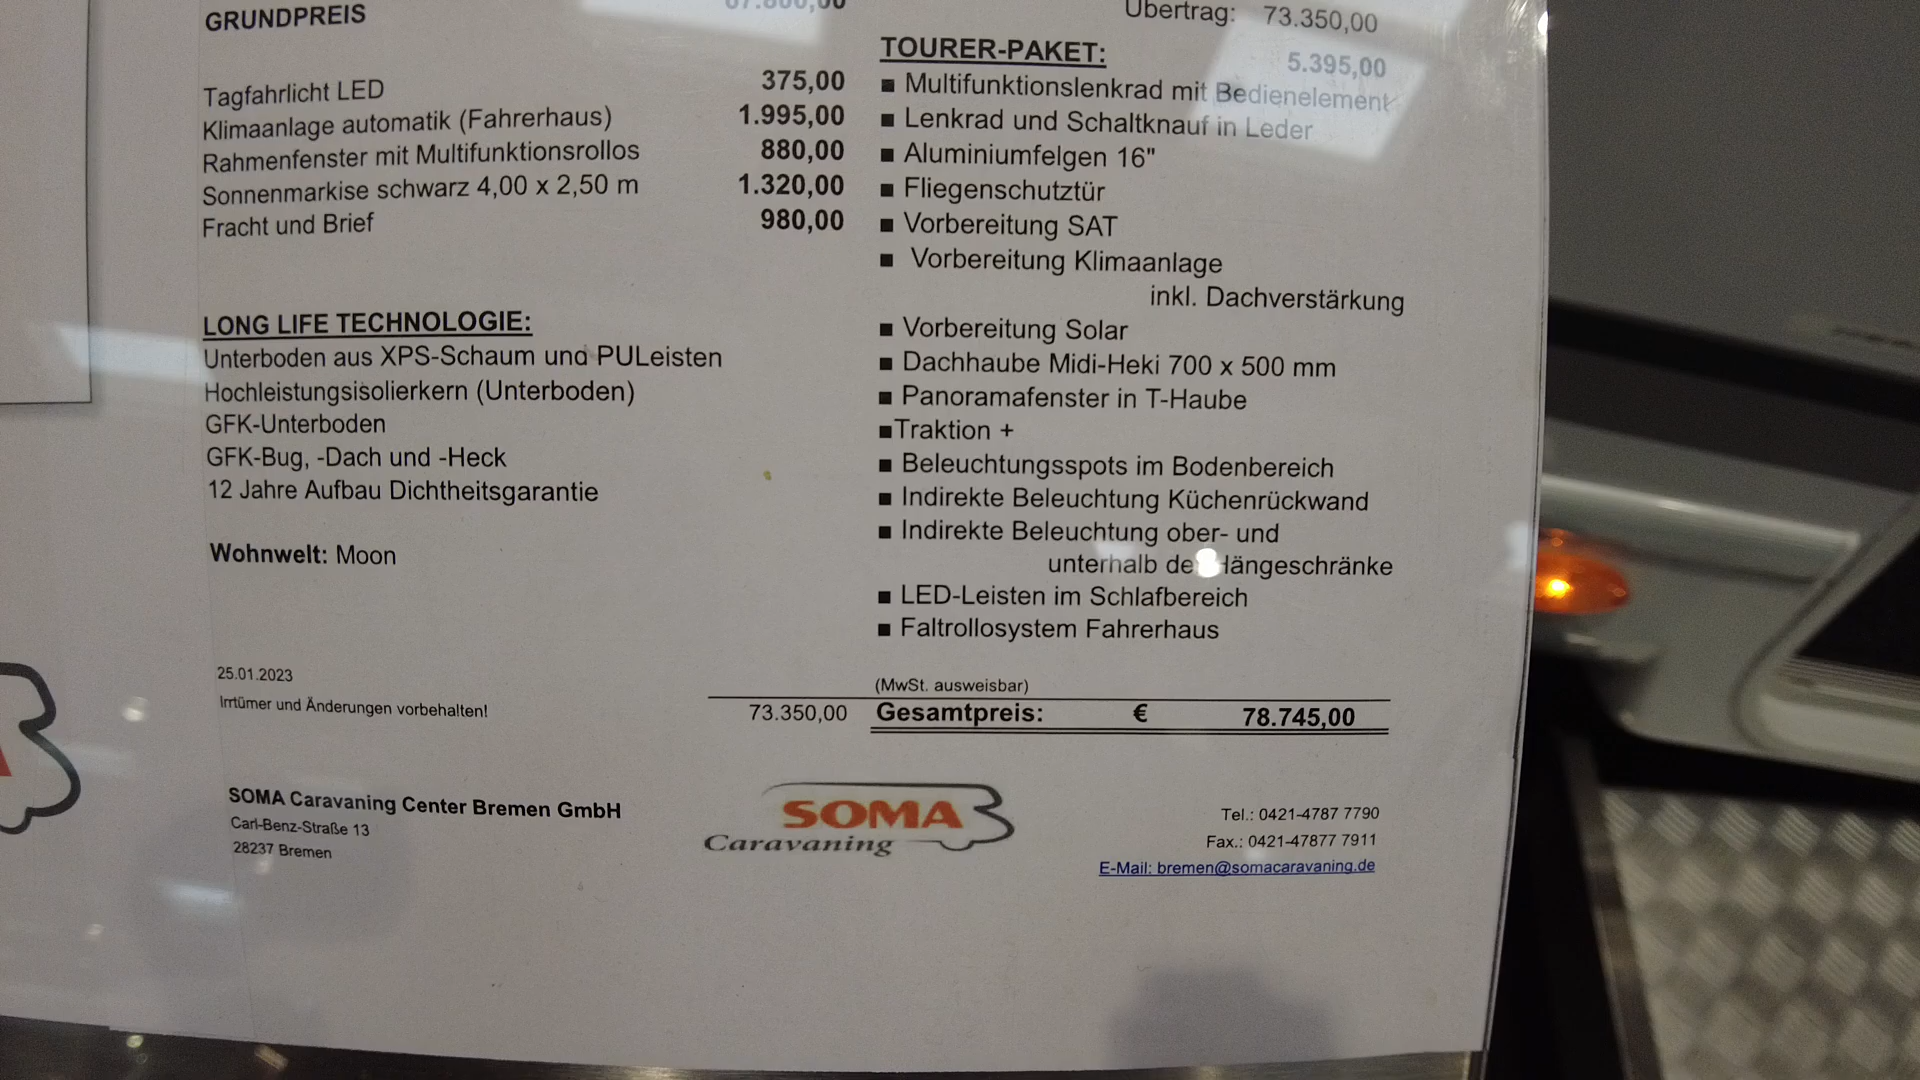 GRUNDPREIS 67.800,00
Tagfahrlicht LED 375,00
Klimaanlage automatik (Fahrerhaus) 1.995,00
Rahmenfenster mit Multifunktionsrollos 880,00
Sonnenmarkise schwarz 4,00 x 2,50 m 1.320,00
Fracht und Brief 980,00
LONG LIFE TECHNOLOGIE:
Unterboden aus XPS-Schaum und PULeisten
Hochleistungsisolierkern (Unterboden)
GFK-Unterboden
GFK-Bug, -Dach und -Heck
12 Jahre Aufbau Dichtheitsgarantie
Wohnwelt: Moon
25.01.2023
Irrtümer und Änderungen vorbehalten!
73.350,00
Übertrag: 73.350,00
TOURER-PAKET: 5.395,00
■ Multifunktionslenkrad mit Bedienelement
■ Lenkrad und Schaltknauf in Leder
■ Aluminiumfelgen 16"
■ Fliegenschutztür
■ Vorbereitung SAT
■ Vorbereitung Klimaanlage
inkl. Dachverstärkung
■ Vorbereitung Solar
■ Dachhaube Midi-Heki 700 x 500 mm
■ Panoramafenster in T-Haube
■Traktion +
■ Beleuchtungsspots im Bodenbereich
■ Indirekte Beleuchtung Küchenrückwand
■ Indirekte Beleuchtung ober- und
unterhalb der Hängeschränke
■ LED-Leisten im Schlafbereich
■ Faltrollosystem Fahrerhaus
(MwSt. ausweisbar)
Gesamtpreis: € 78.745,00
SOMA Caravaning Center Bremen GmbH
Carl-Benz-Straße 13
28237 Bremen
SOMA
Caravaning
Tel.: 0421-4787 7790
Fax.: 0421-47877 7911
E-Mail: bremen@somacaravaning.de